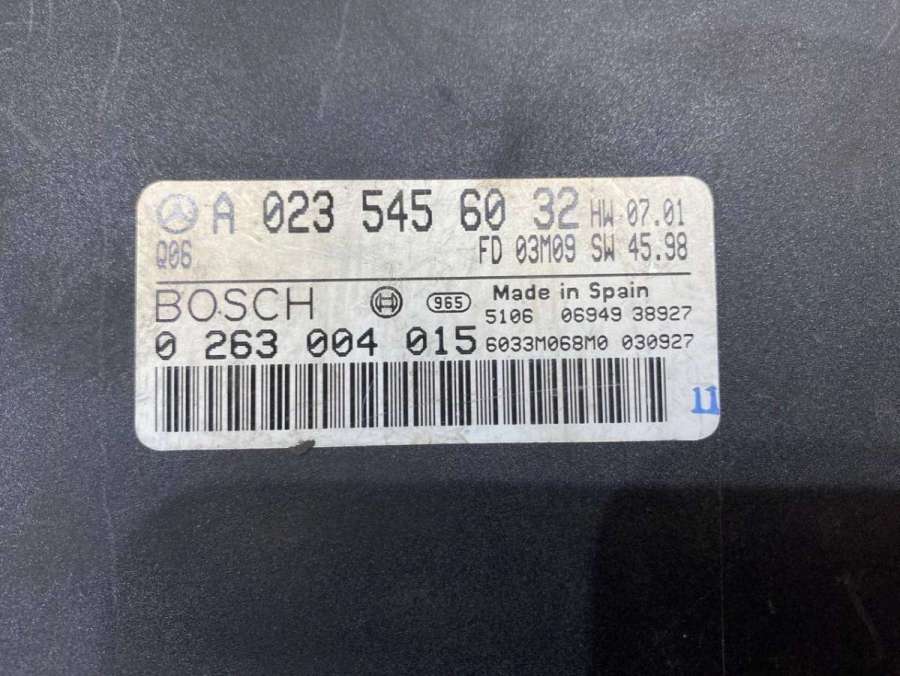 A 023 545 60 32 HW 07.01
Q06 FD 03M09 SW 45.98
BOSCH 965 Made in Spain
5106 06949 38927
0 263 004 015 6033M068M0 030927
11